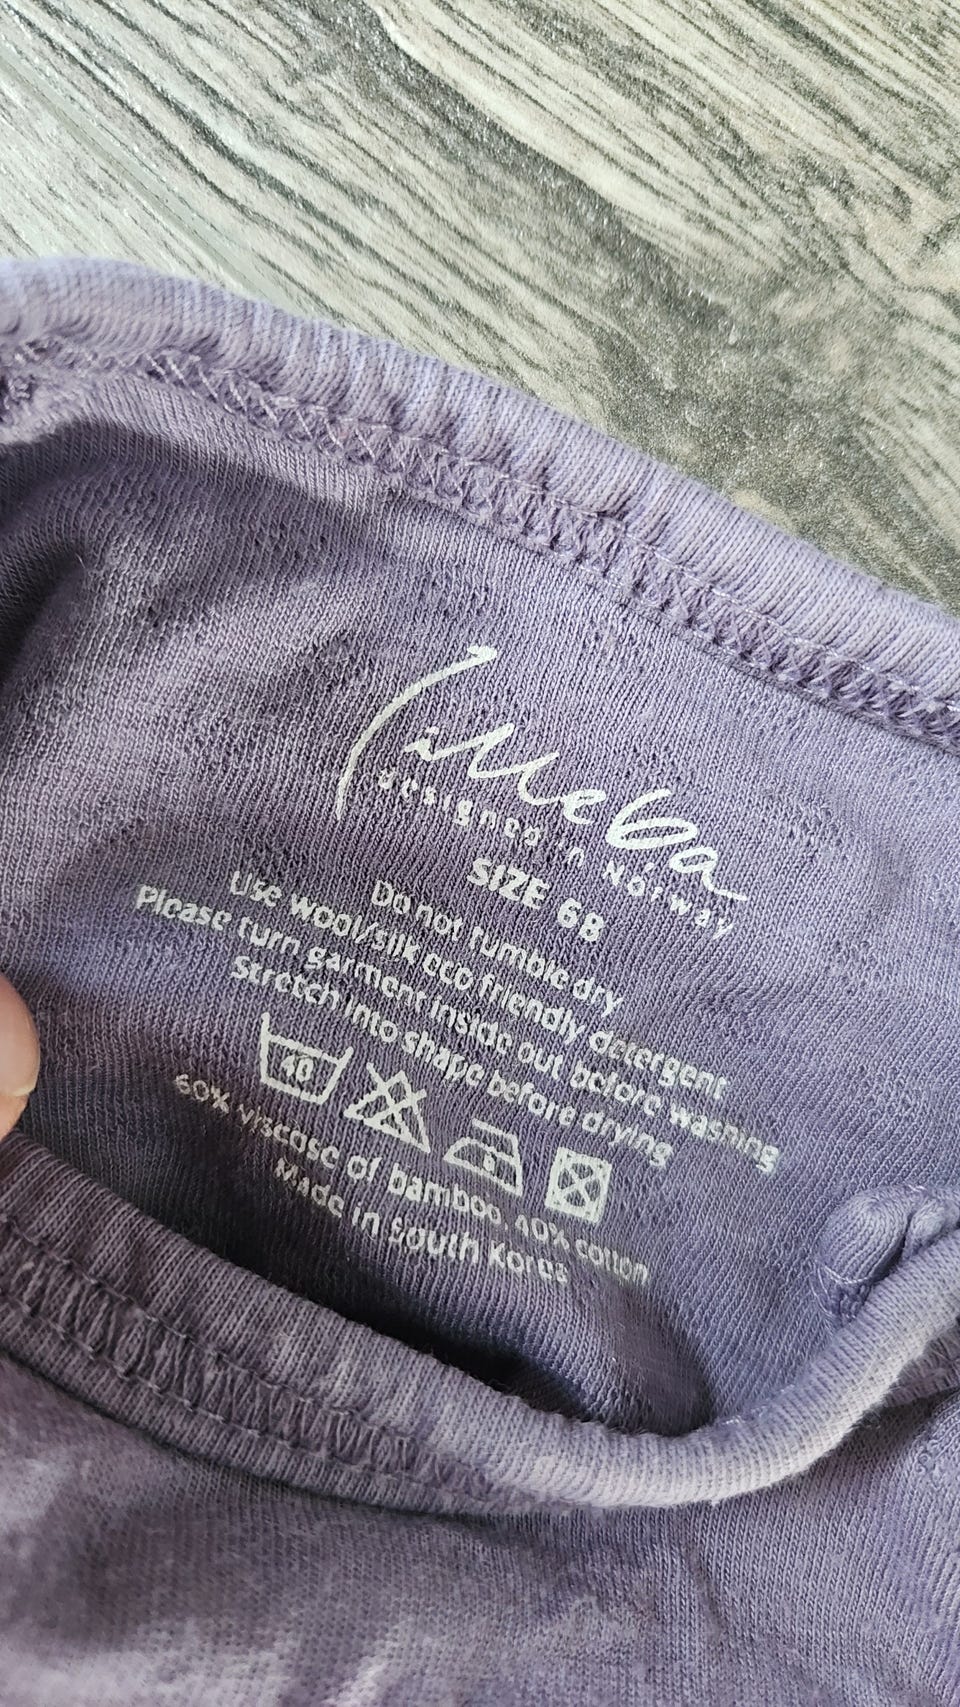 Lilleba
designed in Norway
SIZE 68
Do not tumble dry
Use wool/silk eco friendly detergent
Please turn garment inside out before washing
Stretch into shape before drying
40
60% viscose of bamboo, 40% cotton
Made in South Korea